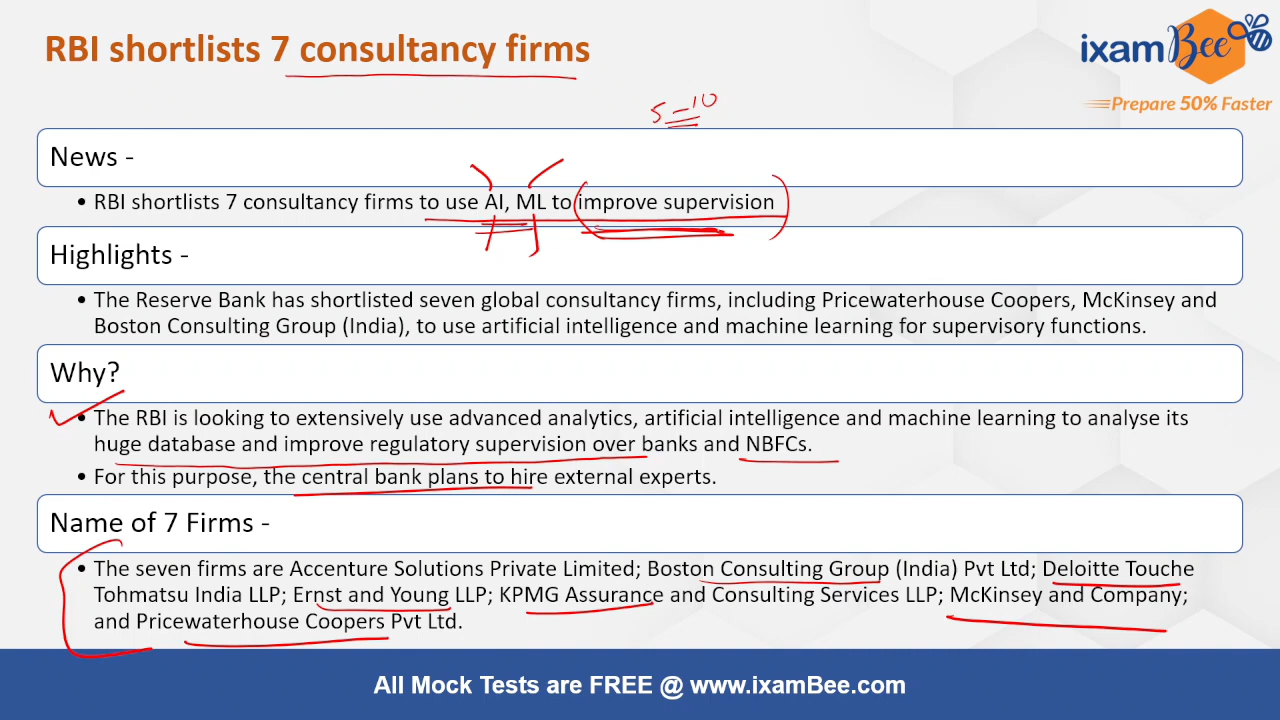 RBI shortlists 7 consultancy firms
ixamBee
Prepare 50% Faster
5-10
News -
• RBI shortlists 7 consultancy firms to use AI, ML to improve supervision
Highlights -
• The Reserve Bank has shortlisted seven global consultancy firms, including Pricewaterhouse Coopers, McKinsey and
Boston Consulting Group (India), to use artificial intelligence and machine learning for supervisory functions.
Why?
• The RBI is looking to extensively use advanced analytics, artificial intelligence and machine learning to analyse its
huge database and improve regulatory supervision over banks and NBFCs.
• For this purpose, the central bank plans to hire external experts.
Name of 7 Firms -
• The seven firms are Accenture Solutions Private Limited; Boston Consulting Group (India) Pvt Ltd; Deloitte Touche
Tohmatsu India LLP; Ernst and Young LLP; KPMG Assurance and Consulting Services LLP; McKinsey and Company;
and Pricewaterhouse Coopers Pvt Ltd.
All Mock Tests are FREE @ www.ixamBee.com